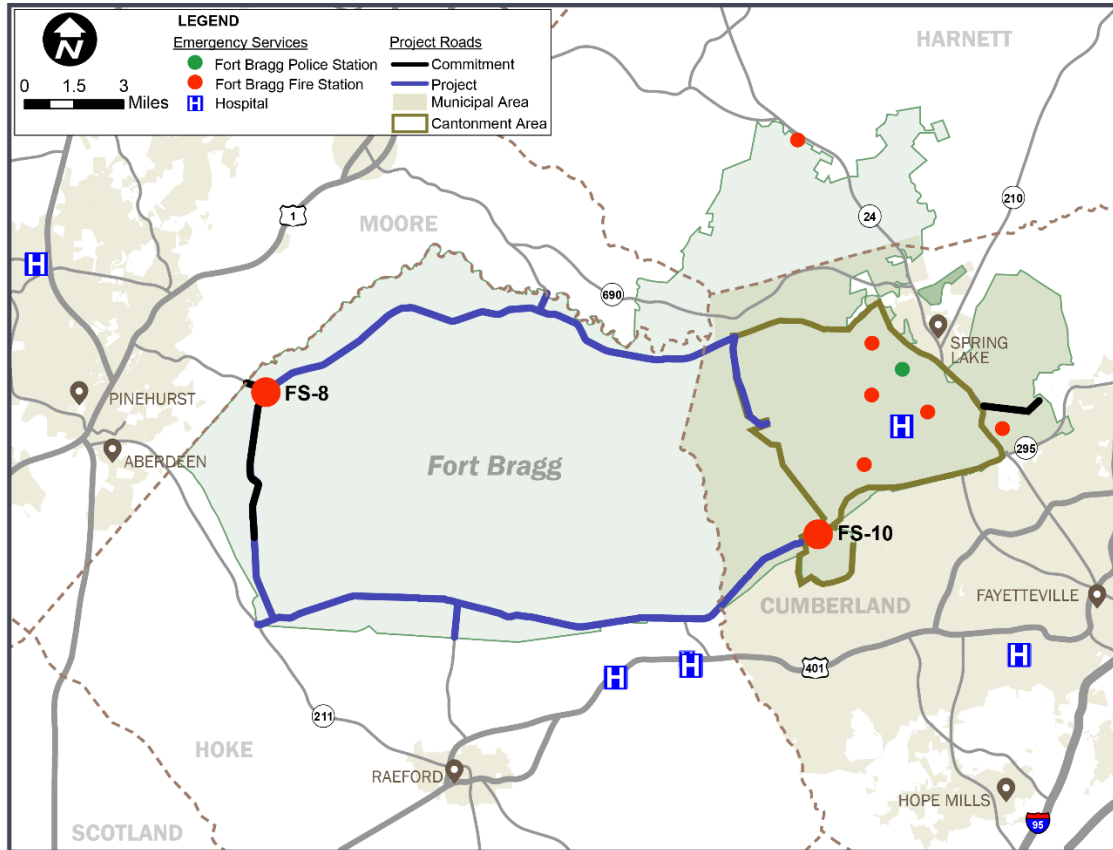 LEGEND
Emergency Services
Fort Bragg Police Station
Fort Bragg Fire Station
H Hospital
Project Roads
Commitment
Project
Municipal Area
Cantonment Area
N
0 1.5 3
Miles
HARNETT
1
MOORE
24
210
H
690
SPRING
LAKE
PINEHURST
FS-8
ABERDEEN
Fort Bragg
H
295
FS-10
CUMBERLAND
FAYETTEVILLE
H
H
401
H
211
HOKE
RAEFORD
HOPE MILLS
SCOTLAND
95